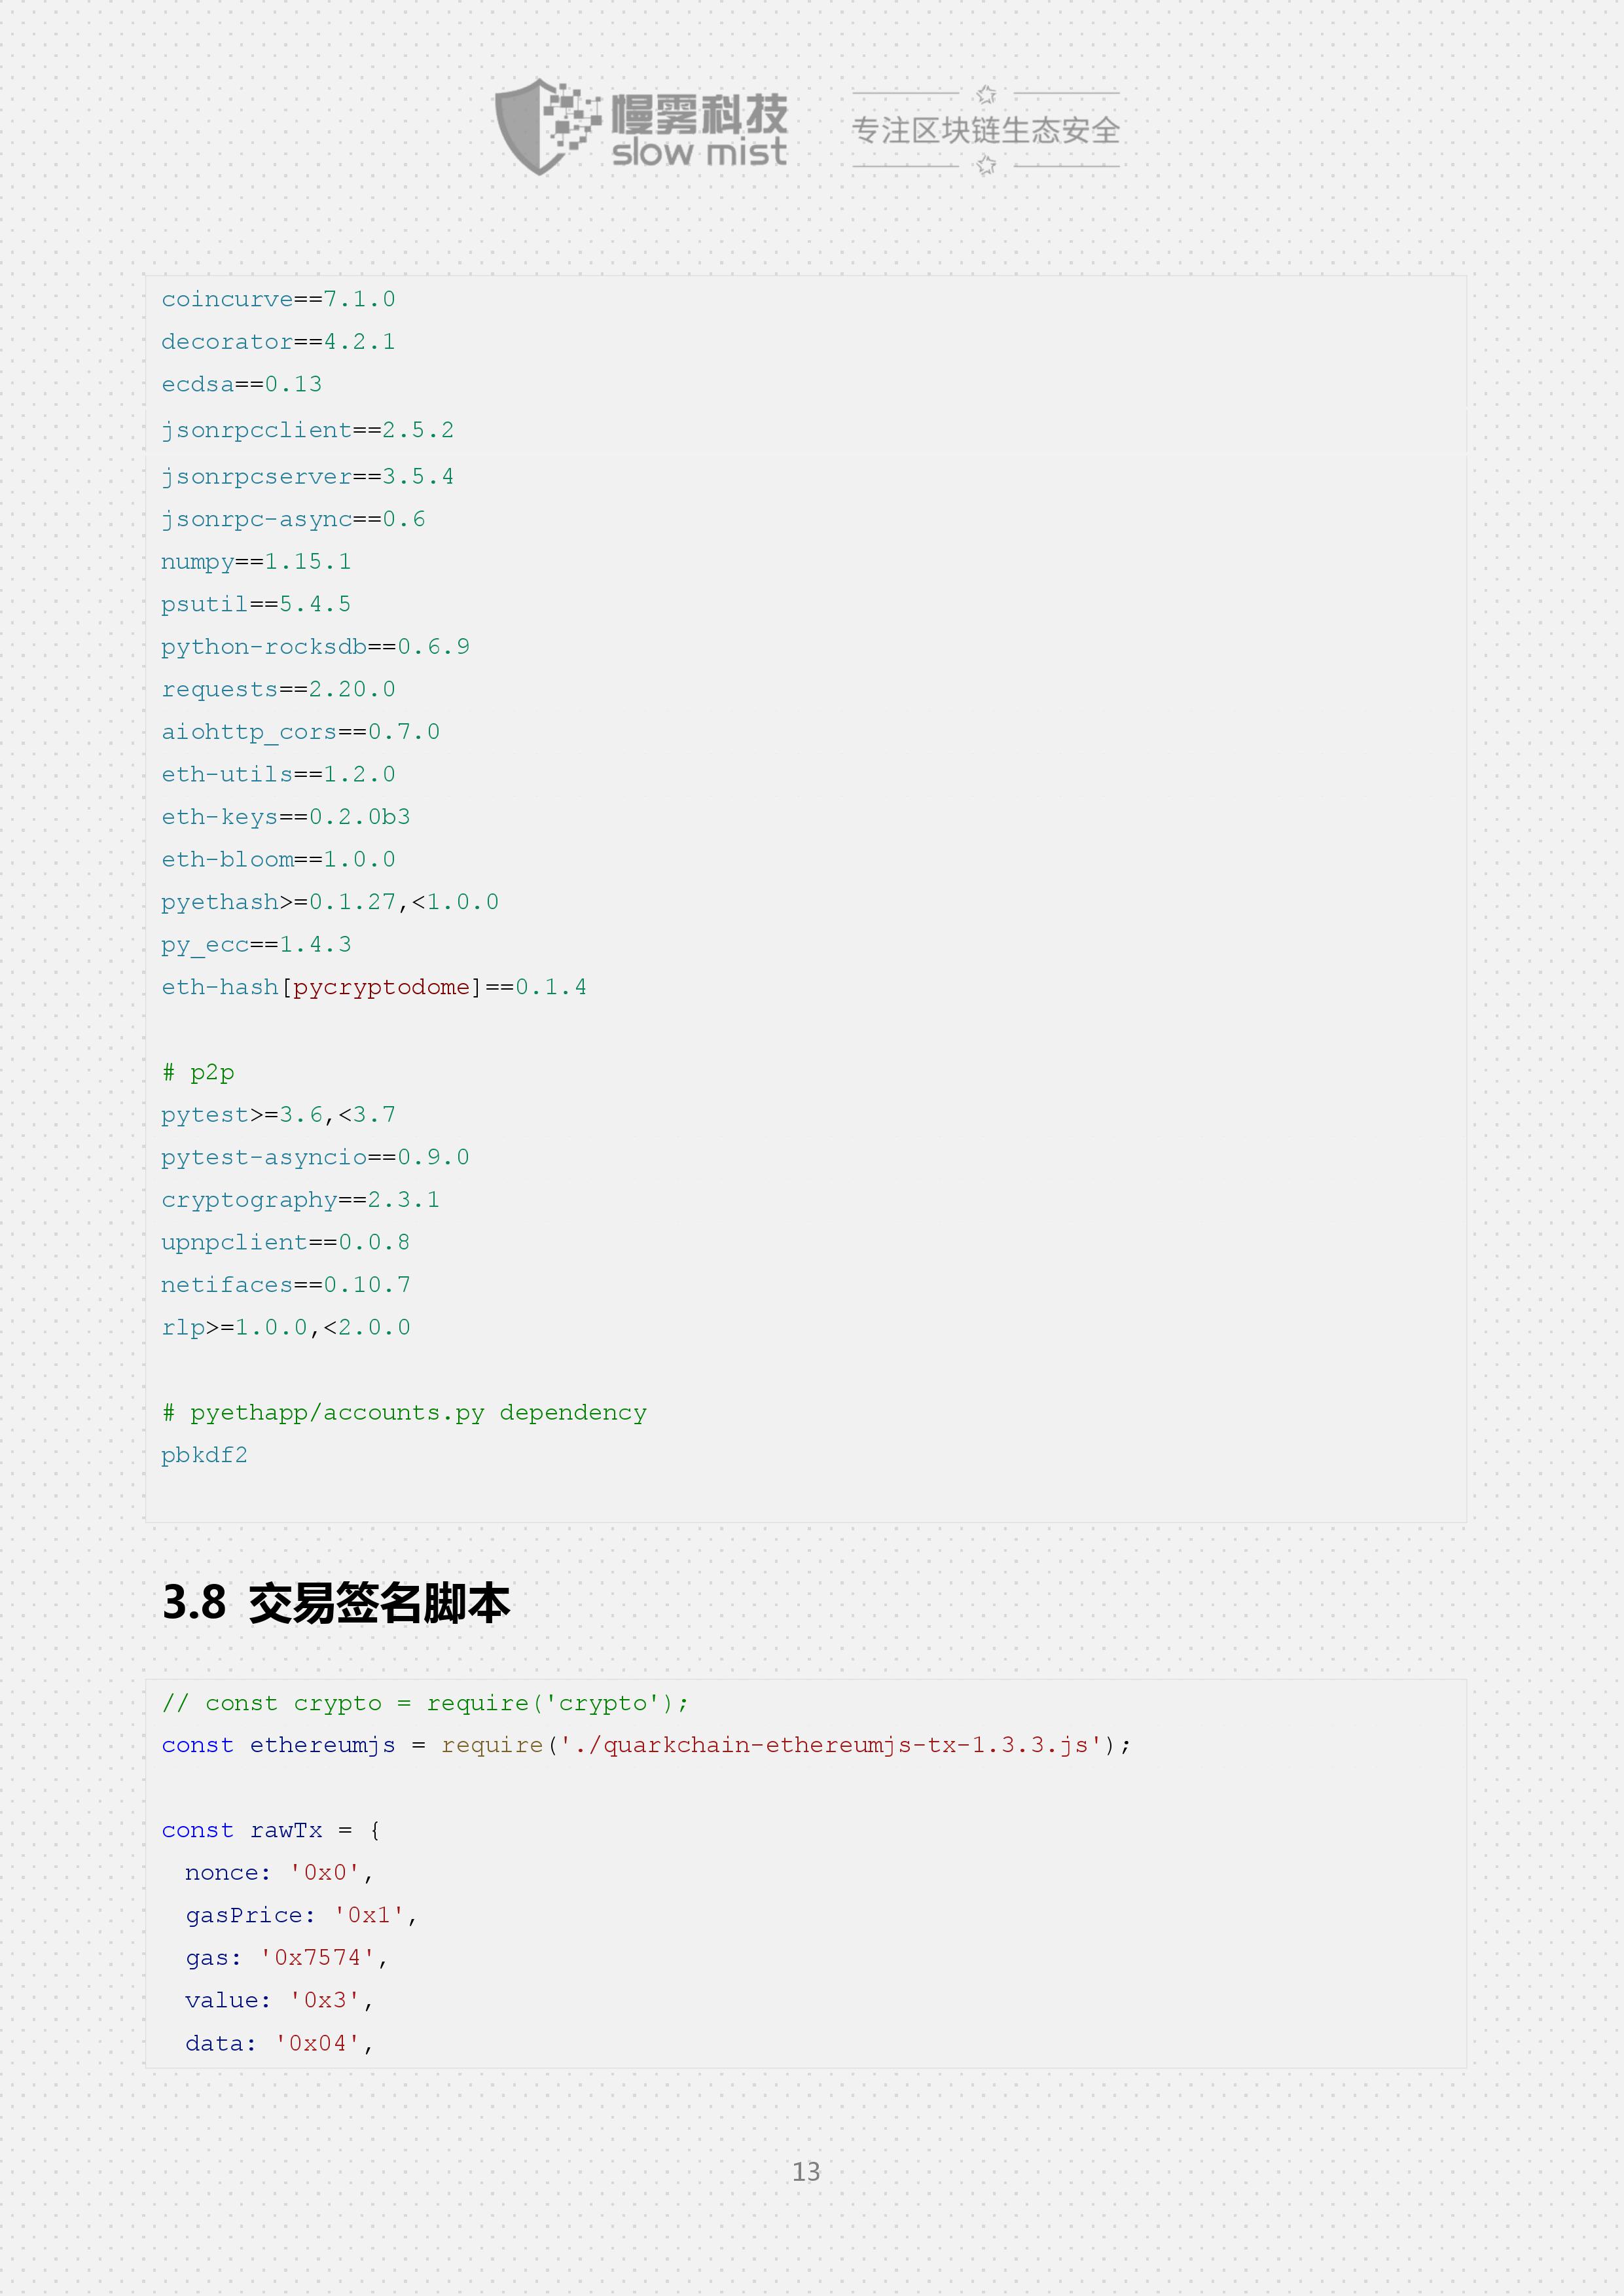 慢雾科技
slow mist
专注区块链生态安全
coincurve==7.1.0
decorator==4.2.1
ecdsa==0.13
jsonrpcclient==2.5.2
jsonrpcserver==3.5.4
jsonrpc-async==0.6
numpy==1.15.1
psutil==5.4.5
python-rocksdb==0.6.9
requests==2.20.0
aiohttp_cors==0.7.0
eth-utils==1.2.0
eth-keys==0.2.0b3
eth-bloom==1.0.0
pyethash>=0.1.27,<1.0.0
py_ecc==1.4.3
eth-hash[pycryptodome]==0.1.4
# p2p
pytest>=3.6,<3.7
pytest-asyncio==0.9.0
cryptography==2.3.1
upnpclient==0.0.8
netifaces==0.10.7
rlp>=1.0.0,<2.0.0
# pyethapp/accounts.py dependency
pbkdf2
3.8 交易签名脚本
// const crypto = require('crypto');
const ethereumjs = require('./quarkchain-ethereumjs-tx-1.3.3.js');
const rawTx = {
nonce: '0x0',
gasPrice: '0x1',
gas: '0x7574',
value: '0x3',
data: '0x04',
13